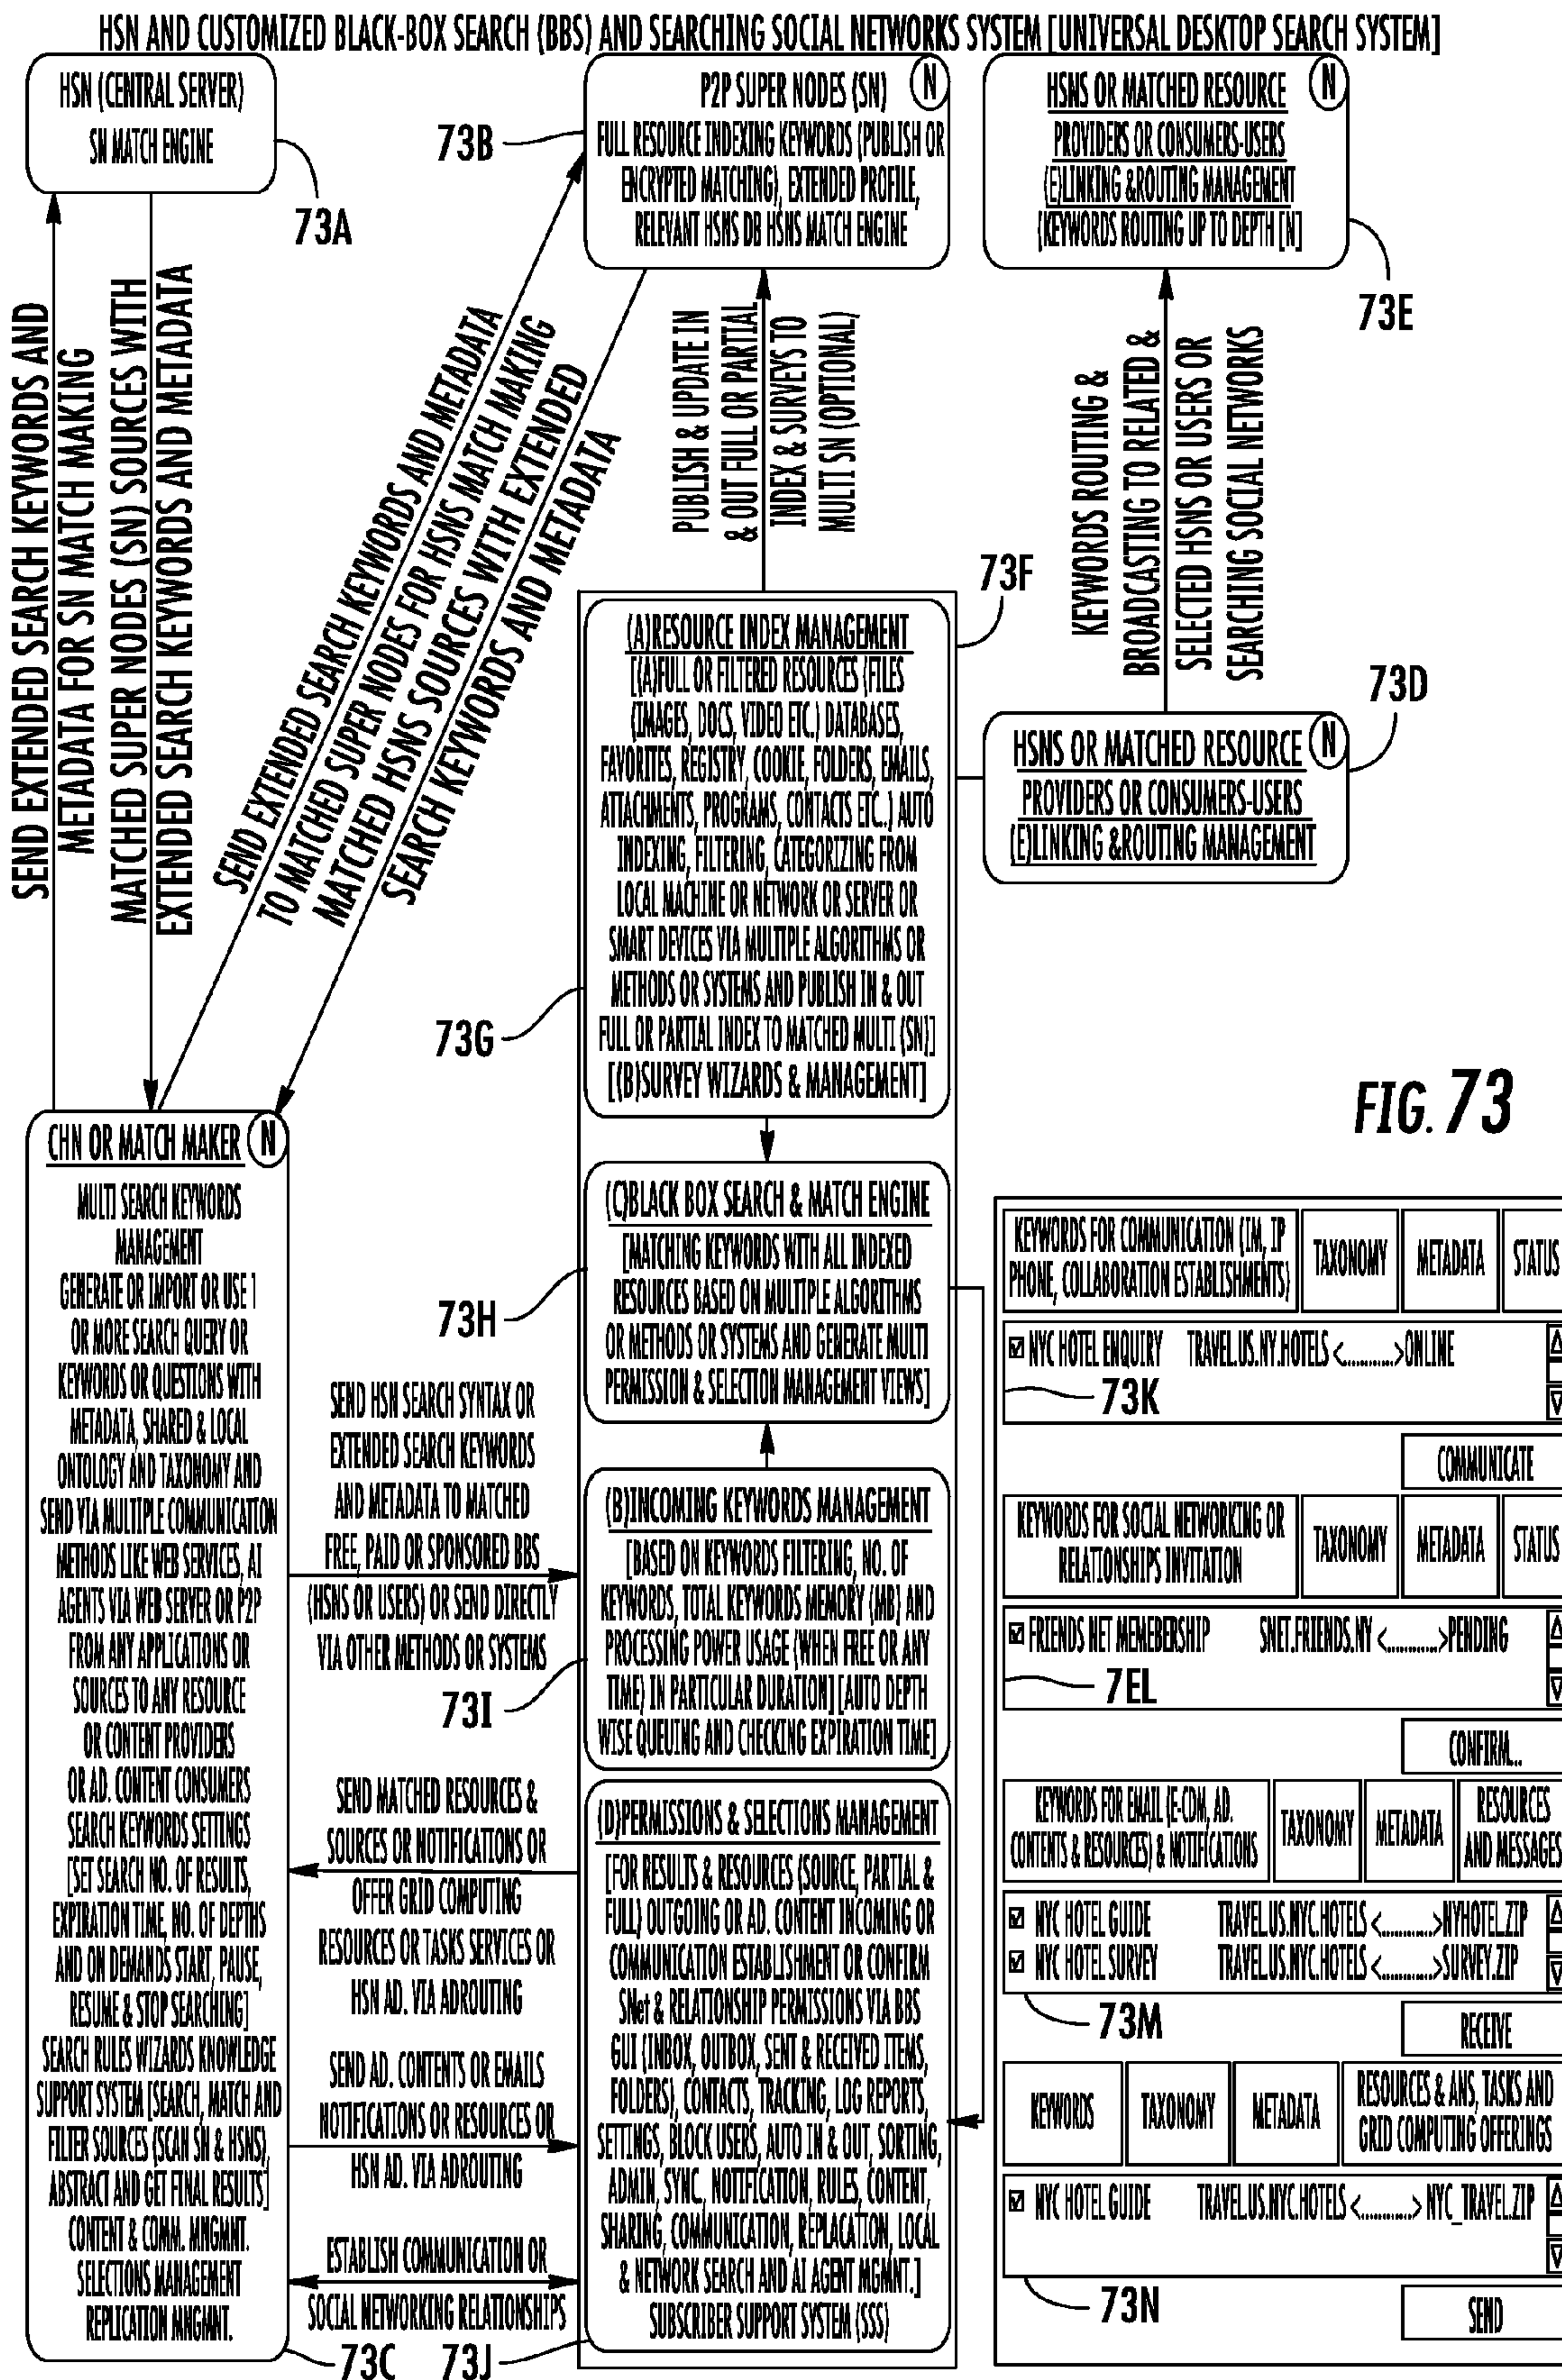 HSN AND CUSTOMIZED BLACK-BOX SEARCH (BBS) AND SEARCHING SOCIAL NETWORKS SYSTEM [UNIVERSAL DESKTOP SEARCH SYSTEM]
HSN (CENTRAL SERVER)
SN MATCH ENGINE
73A
73B
P2P SUPER NODES (SN)
N
FULL RESOURCE INDEXING KEYWORDS (PUBLISH OR
ENCRYPTED MATCHING), EXTENDED PROFILE,
RELEVANT HSNS DB HSNS MATCH ENGINE
HSNS OR MATCHED RESOURCE
N
PROVIDERS OR CONSUMERS-USERS
(E)LINKING &ROUTING MANAGEMENT
(KEYWORDS ROUTING UP TO DEPTH [N]
73E
SEND EXTENDED SEARCH KEYWORDS AND
METADATA FOR SN MATCH MAKING
MATCHED SUPER NODES (SN) SOURCES WITH
EXTENDED SEARCH KEYWORDS AND METADATA
SEND EXTENDED SEARCH KEYWORDS AND METADATA
TO MATCHED SUPER NODES FOR HSNS MATCH MAKING
MATCHED HSNS SOURCES WITH EXTENDED
SEARCH KEYWORDS AND METADATA
PUBLISH & UPDATE IN
& OUT FULL OR PARTIAL
INDEX & SURVEYS TO
MULTI SN (OPTIONAL)
KEYWORDS ROUTING &
BROADCASTING TO RELATED &
SELECTED HSNS OR USERS OR
SEARCHING SOCIAL NETWORKS
73F
73D
HSNS OR MATCHED RESOURCE
N
PROVIDERS OR CONSUMERS-USERS
(E)LINKING &ROUTING MANAGEMENT
(A)RESOURCE INDEX MANAGEMENT
[(A)FULL OR FILTERED RESOURCES (FILES
(IMAGES, DOCS, VIDEO ETC.) DATABASES,
FAVORITES, REGISTRY, COOKIE, FOLDERS, EMAILS,
ATTACHMENTS, PROGRAMS, CONTACTS ETC..) AUTO
INDEXING, FILTERING, CATEGORIZING FROM
LOCAL MACHINE OR NETWORK OR SERVER OR
SMART DEVICES VIA MULTIPLE ALGORITHMS OR
METHODS OR SYSTEMS AND PUBLISH IN & OUT
FULL OR PARTIAL INDEX TO MATCHED MULTI (SN)]
[(B)SURVEY WIZARDS & MANAGEMENT]
73G
FIG. 73
CHN OR MATCH MAKER
N
MULTI SEARCH KEYWORDS
MANAGEMENT
GENERATE OR IMPORT OR USE ]
OR MORE SEARCH QUERY OR
KEYWORDS OR QUESTIONS WITH
METADATA, SHARED & LOCAL
ONTOLOGY AND TAXONOMY AND
SEND VIA MULTIPLE COMMUNICATION
METHODS LIKE WEB SERVICES, AI
AGENTS VIA WEB SERVER OR P2P
FROM ANY APPLICATIONS OR
SOURCES TO ANY RESOURCE
OR CONTENT PROVIDERS
OR AD. CONTENT CONSUMERS
SEARCH KEYWORDS SETTINGS
[SET SEARCH NO. OF RESULTS,
EXPIRATION TIME, NO. OF DEPTHS
AND ON DEMANDS START, PAUSE,
RESUME & STOP SEARCHING]
SEARCH RULES WIZARDS KNOWLEDGE
SUPPORT SYSTEM [SEARCH, MATCH AND
FILTER SOURCES (SCAN SN & HSNS),
ABSTRACT AND GET FINAL RESULTS]
CONTENT & COMM. MNGMNT.
SELECTIONS MANAGEMENT
REPLICATION MNGMNT.
73C
(C)BLACK BOX SEARCH & MATCH ENGINE
[MATCHING KEYWORDS WITH ALL INDEXED
RESOURCES BASED ON MULTIPLE ALGORITHMS
OR METHODS OR SYSTEMS AND GENERATE MULTI
PERMISSION & SELECTION MANAGEMENT VIEWS]
73H
SEND HSN SEARCH SYNTAX OR
EXTENDED SEARCH KEYWORDS
AND METADATA TO MATCHED
FREE, PAID OR SPONSORED BBS
(HSNS OR USERS) OR SEND DIRECTLY
VIA OTHER METHODS OR SYSTEMS
73I
(B)INCOMING KEYWORDS MANAGEMENT
[BASED ON KEYWORDS FILTERING, NO. OF
KEYWORDS, TOTAL KEYWORDS MEMORY (MB) AND
PROCESSING POWER USAGE (WHEN FREE OR ANY
TIME) IN PARTICULAR DURATION] [AUTO DEPTH
WISE QUEUING AND CHECKING EXPIRATION TIME]
SEND MATCHED RESOURCES &
SOURCES OR NOTIFICATIONS OR
OFFER GRID COMPUTING
RESOURCES OR TASKS SERVICES OR
HSN AD. VIA ADROUTING
SEND AD. CONTENTS OR EMAILS
NOTIFICATIONS OR RESOURCES OR
HSN AD. VIA ADROUTING
ESTABLISH COMMUNICATION OR
SOCIAL NETWORKING RELATIONSHIPS
73J
(D)PERMISSIONS & SELECTIONS MANAGEMENT
[FOR RESULTS & RESOURCES (SOURCE, PARTIAL &
FULL) OUTGOING OR AD. CONTENT INCOMING OR
COMMUNICATION ESTABLISHMENT OR CONFIRM
SNet & RELATIONSHIP PERMISSIONS VIA BBS
GUI (INBOX, OUTBOX, SENT & RECEIVED ITEMS,
FOLDERS), CONTACTS, TRACKING, LOG REPORTS,
SETTINGS, BLOCK USERS, AUTO IN & OUT, SORTING,
ADMIN, SYNC, NOTIFICATION, RULES, CONTENT,
SHARING, COMMUNICATION, REPLACATION, LOCAL
& NETWORK SEARCH AND AI AGENT MGMNT.]
SUBSCRIBER SUPPORT SYSTEM (SSS)
KEYWORDS FOR COMMUNICATION (IM, IP
PHONE, COLLABORATION ESTABLISHMENTS)
TAXONOMY
METADATA
STATUS
NYC HOTEL ENQUIRY TRAVEL.US.NY.HOTELS <...........>ONLINE
73K
COMMUNICATE
KEYWORDS FOR SOCIAL NETWORKING OR
RELATIONSHIPS INVITATION
TAXONOMY
METADATA
STATUS
FRIENDS NET MEMEBERSHIP SNET.FRIENDS.NY <...........>PENDING
7EL
CONFIRM...
KEYWORDS FOR EMAIL (E-COM, AD.
CONTENTS & RESOURCES) & NOTIFICATIONS
TAXONOMY
METADATA
RESOURCES
AND MESSAGES
NYC HOTEL GUIDE TRAVEL.US.NYC.HOTELS <...........>NYHOTEL.ZIP
NYC HOTEL SURVEY TRAVEL.US.NYC.HOTELS <...........>SURVEY.ZIP
73M
RECEIVE
KEYWORDS
TAXONOMY
METADATA
RESOURCES & ANS, TASKS AND
GRID COMPUTING OFFERINGS
NYC HOTEL GUIDE TRAVEL.US.NYC.HOTELS <...........> NYC_TRAVEL.ZIP
73N
SEND